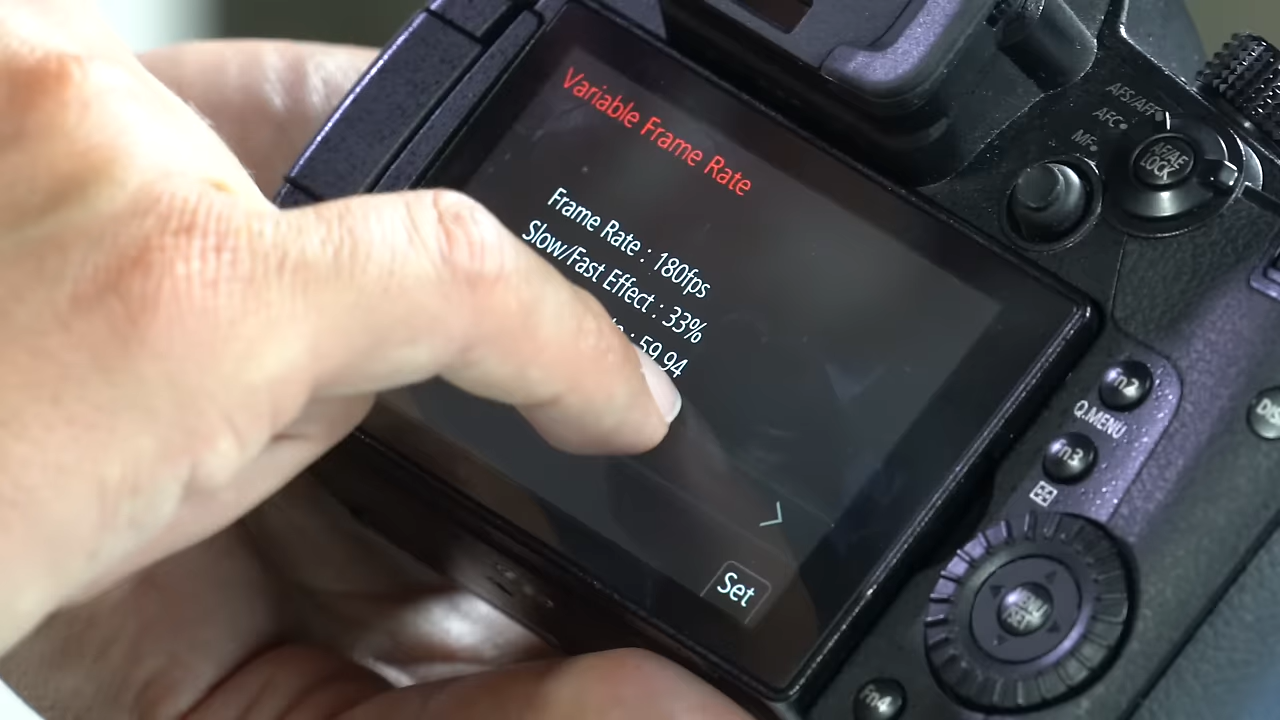 Variable Frame Rate
Frame Rate : 180fps
Slow/Fast Effect : 33%
: 59.94
Set
AFS/AFF
AFC
MF
AF/AE
LOCK
Fn2
Q.MENU
Fn3
MENU
/SET
Fn4